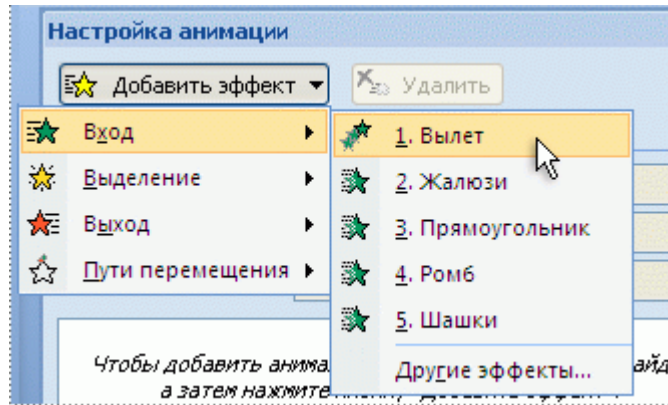 Настройка анимации
Добавить эффект
Удалить
Вход
Выделение
Выход
Пути перемещения
1. Вылет
2. Жалюзи
3. Прямоугольник
4. Ромб
5. Шашки
Другие эффекты...
Чтобы добавить
а затем нажмите